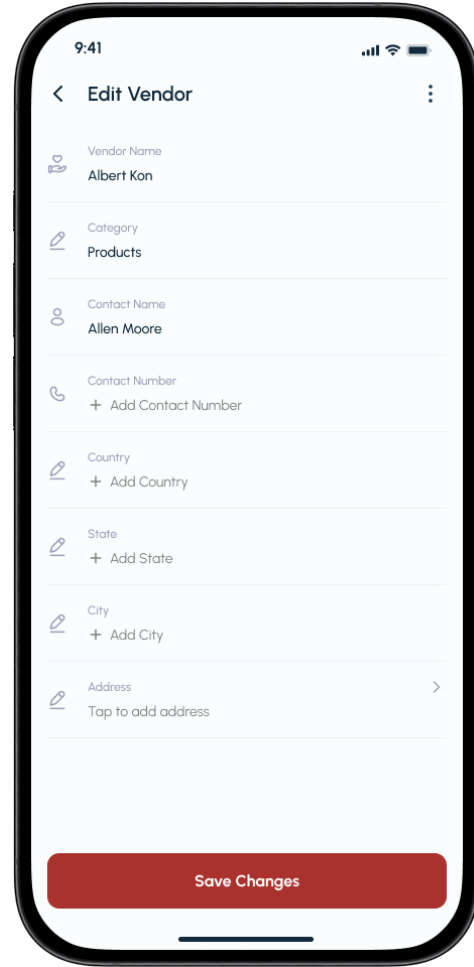 9:41
Edit Vendor
Vendor Name
Albert Kon
Category
Products
Contact Name
Allen Moore
Contact Number
+ Add Contact Number
Country
+ Add Country
State
+ Add State
City
+ Add City
Address
Tap to add address
Save Changes